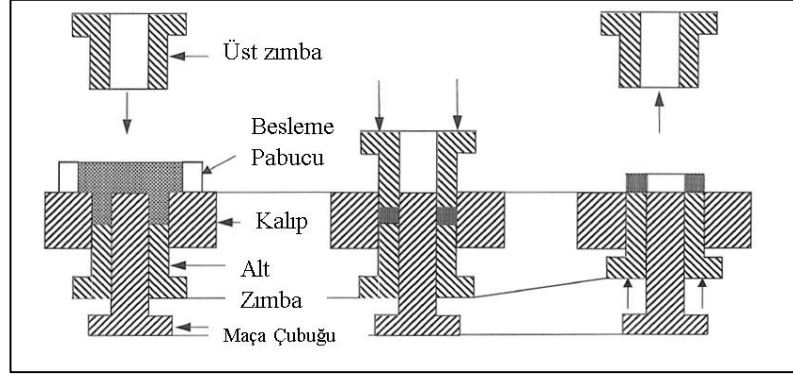 Üst zımba
Besleme
Pabucu
Kalıp
Alt
Zımba
Maça Çubuğu